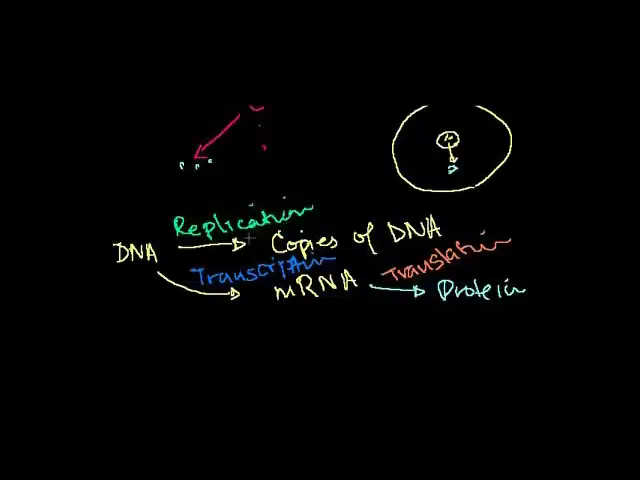 Replication
DNA → Copies of DNA
Transcription Translation
mRNA → Protein